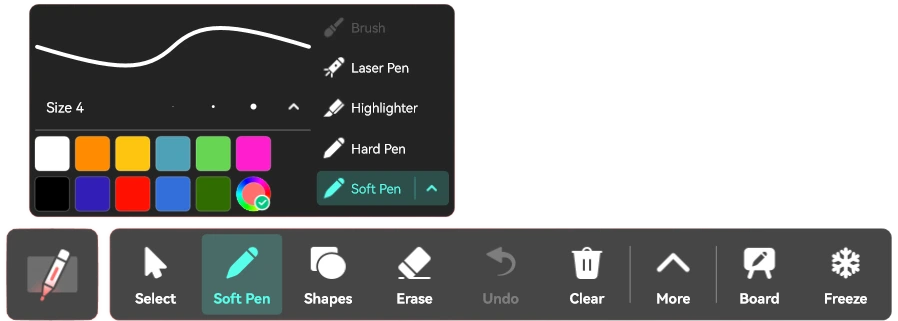 Brush
Laser Pen
Size 4
Highlighter
Hard Pen
Soft Pen
Select
Soft Pen
Shapes
Erase
Undo
Clear
More
Board
Freeze